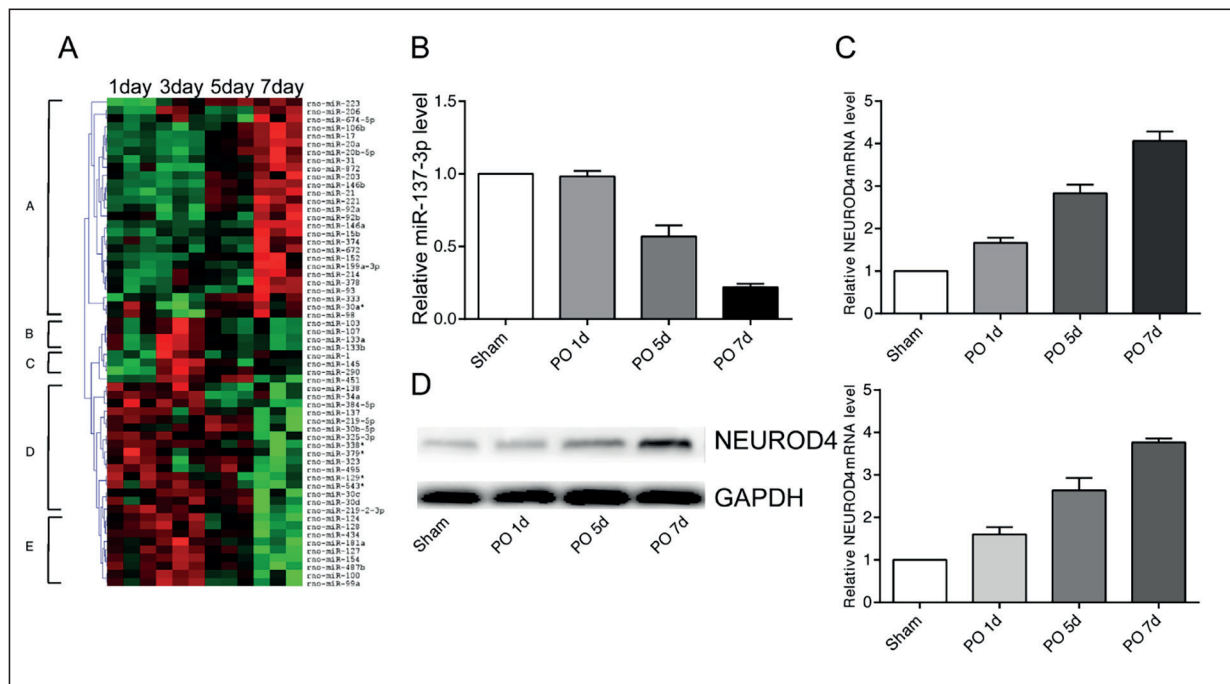 A
1day 3day 5day 7day
A
B
C
D
E
rno-miR-223
rno-miR-206
rno-miR-674-5p
rno-miR-106b
rno-miR-17
rno-miR-20a
rno-miR-20b-5p
rno-miR-31
rno-miR-872
rno-miR-203
rno-miR-146b
rno-miR-21
rno-miR-221
rno-miR-92a
rno-miR-92b
rno-miR-146a
rno-miR-15b
rno-miR-374
rno-miR-672
rno-miR-152
rno-miR-199a-3p
rno-miR-214
rno-miR-378
rno-miR-93
rno-miR-333
rno-miR-30a*
rno-miR-98
rno-miR-103
rno-miR-107
rno-miR-133a
rno-miR-133b
rno-miR-1
rno-miR-145
rno-miR-290
rno-miR-451
rno-miR-138
rno-miR-34a
rno-miR-384-5p
rno-miR-137
rno-miR-219-5p
rno-miR-30b-5p
rno-miR-325-3p
rno-miR-338*
rno-miR-379*
rno-miR-323
rno-miR-495
rno-miR-129*
rno-miR-543*
rno-miR-30c
rno-miR-30d
rno-miR-219-2-3p
rno-miR-124
rno-miR-128
rno-miR-434
rno-miR-181a
rno-miR-127
rno-miR-154
rno-miR-487b
rno-miR-100
rno-miR-99a
B
Relative miR-137-3p level
1.5
1.0
0.5
0.0
Sham
PO 1d
PO 5d
PO 7d
C
Relative NEUROD4mRNA level
5
4
3
2
1
0
Sham
PO 1d
PO 5d
PO 7d
D
NEUROD4
GAPDH
Sham
PO 1d
PO 5d
PO 7d
Relative NEUROD4mRNA level
5
4
3
2
1
0
Sham
PO 1d
PO 5d
PO 7d